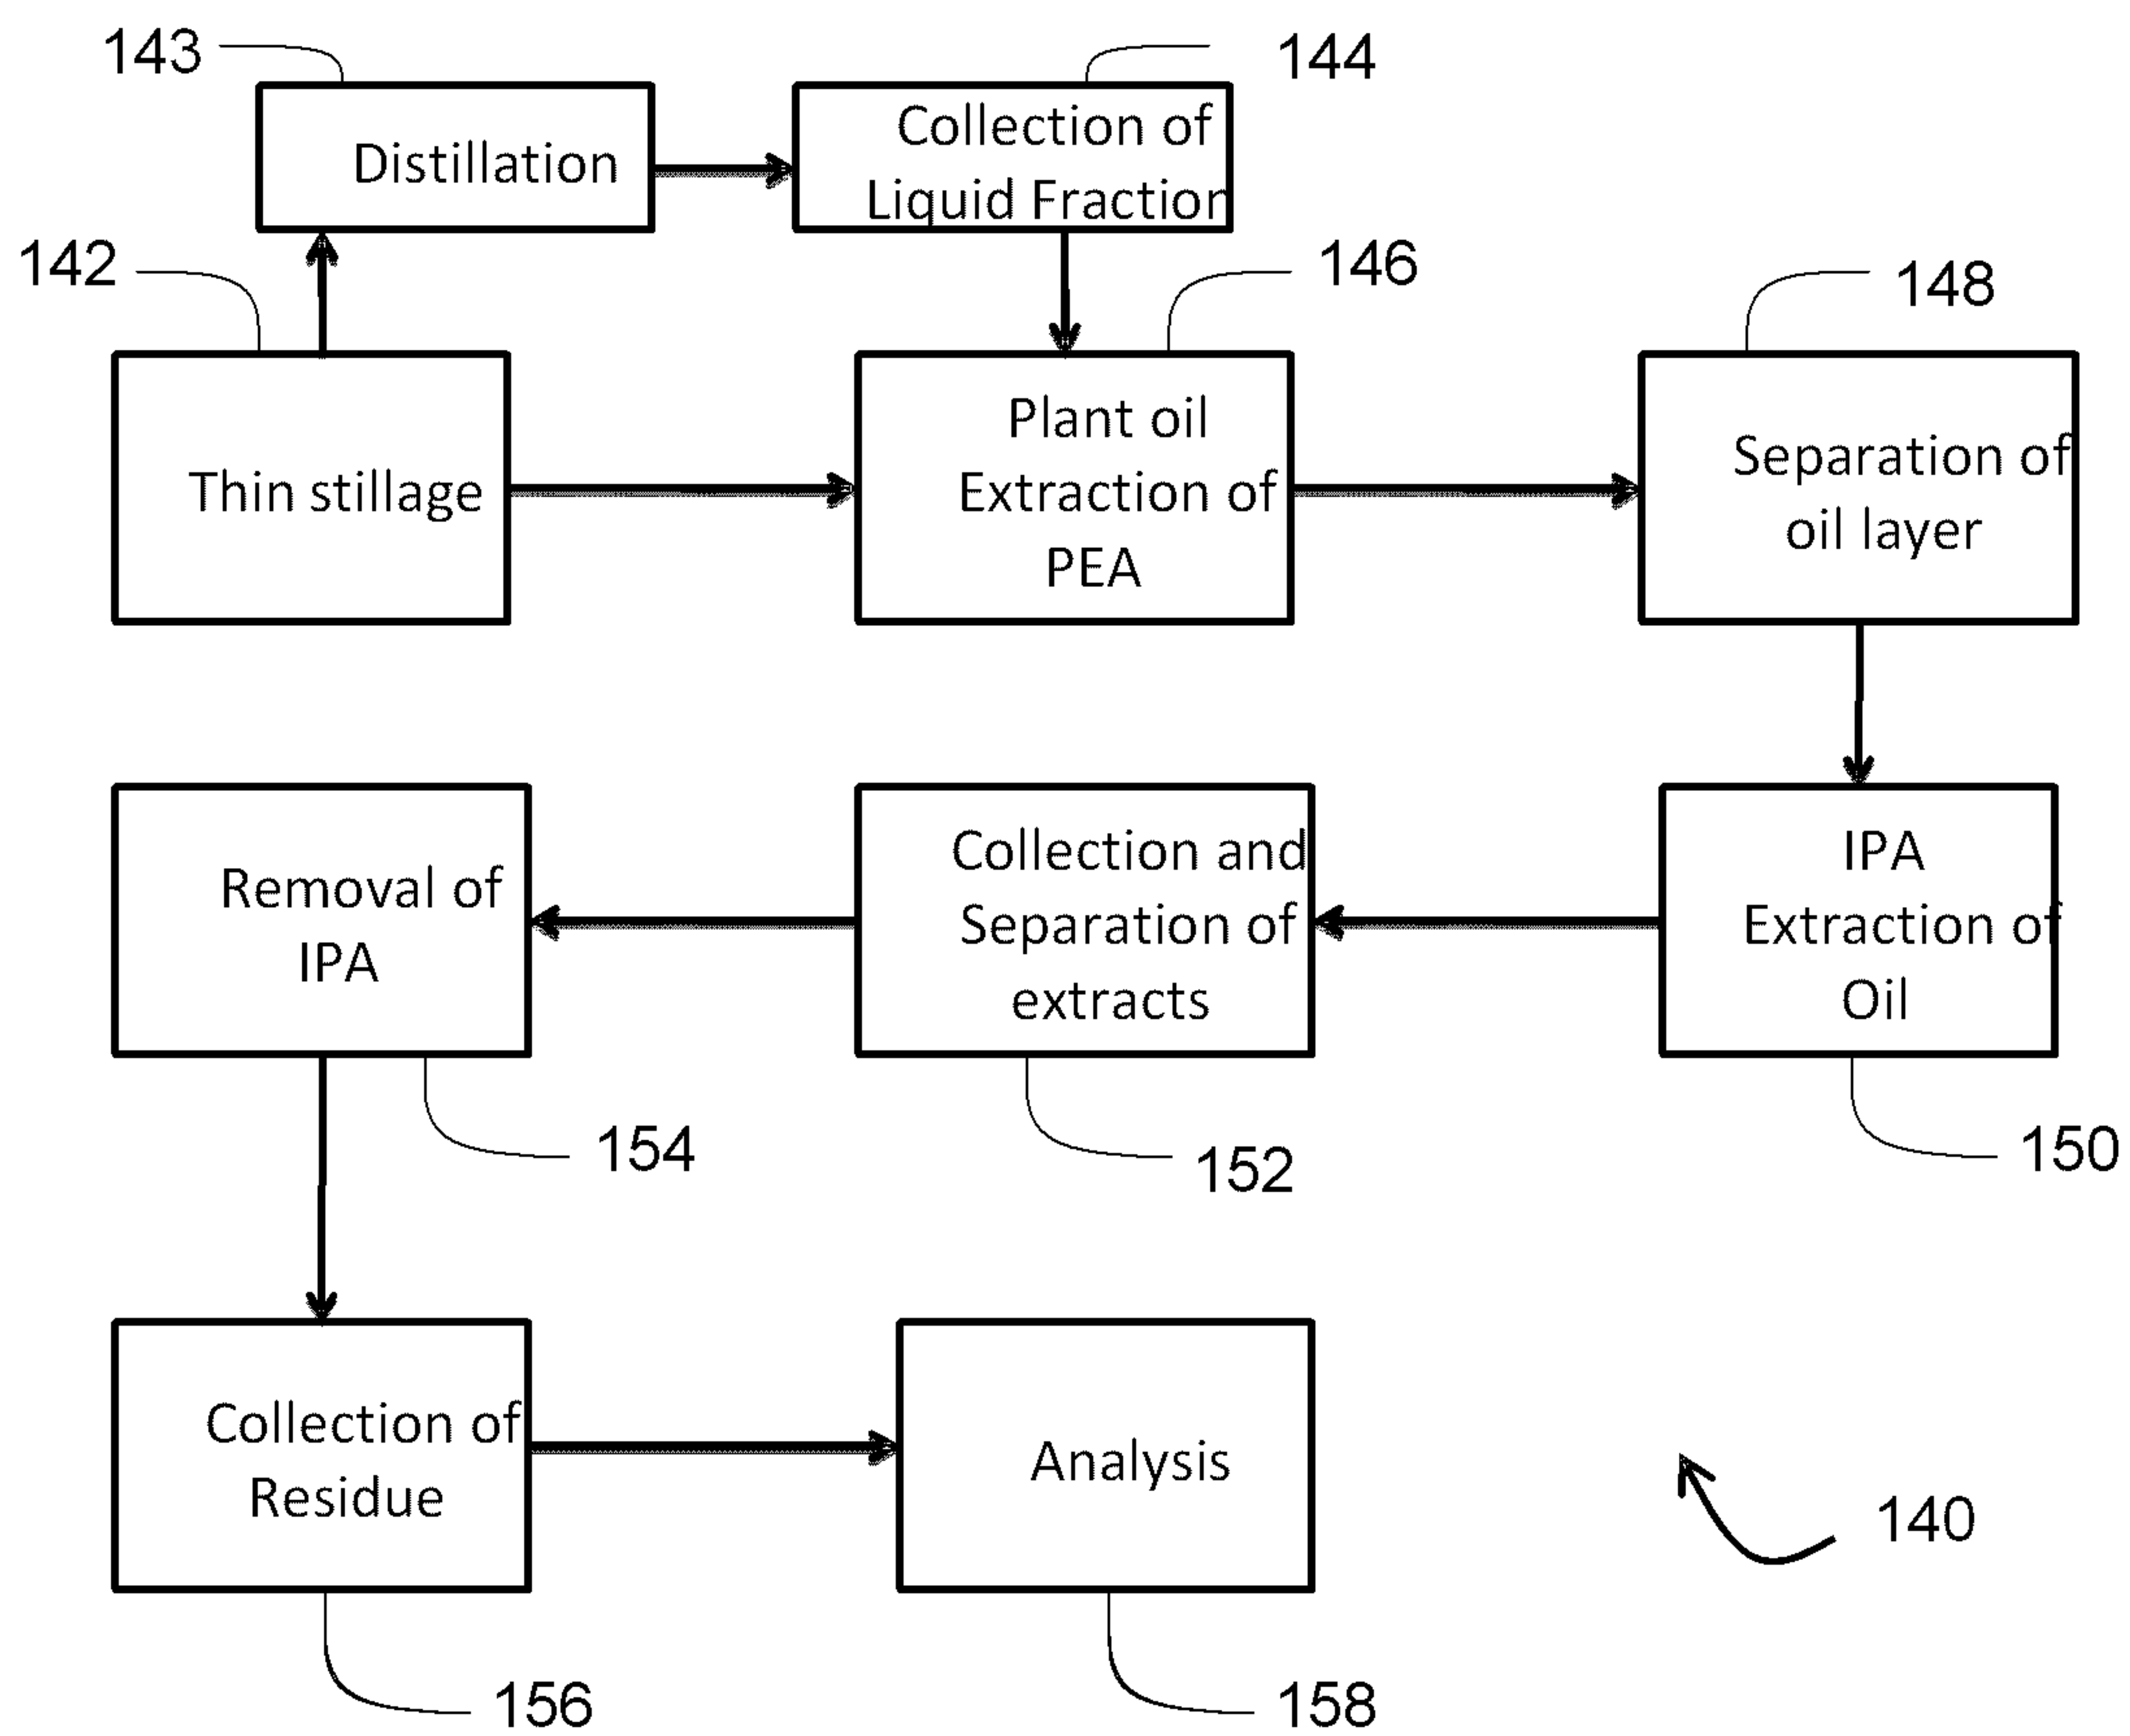 143
144
Distillation
Collection of
Liquid Fraction
142
146
148
Thin stillage
Plant oil
Extraction of
PEA
Separation of
oil layer
Removal of
IPA
Collection and
Separation of
extracts
IPA
Extraction of
Oil
154
152
150
Collection of
Residue
Analysis
140
156
158